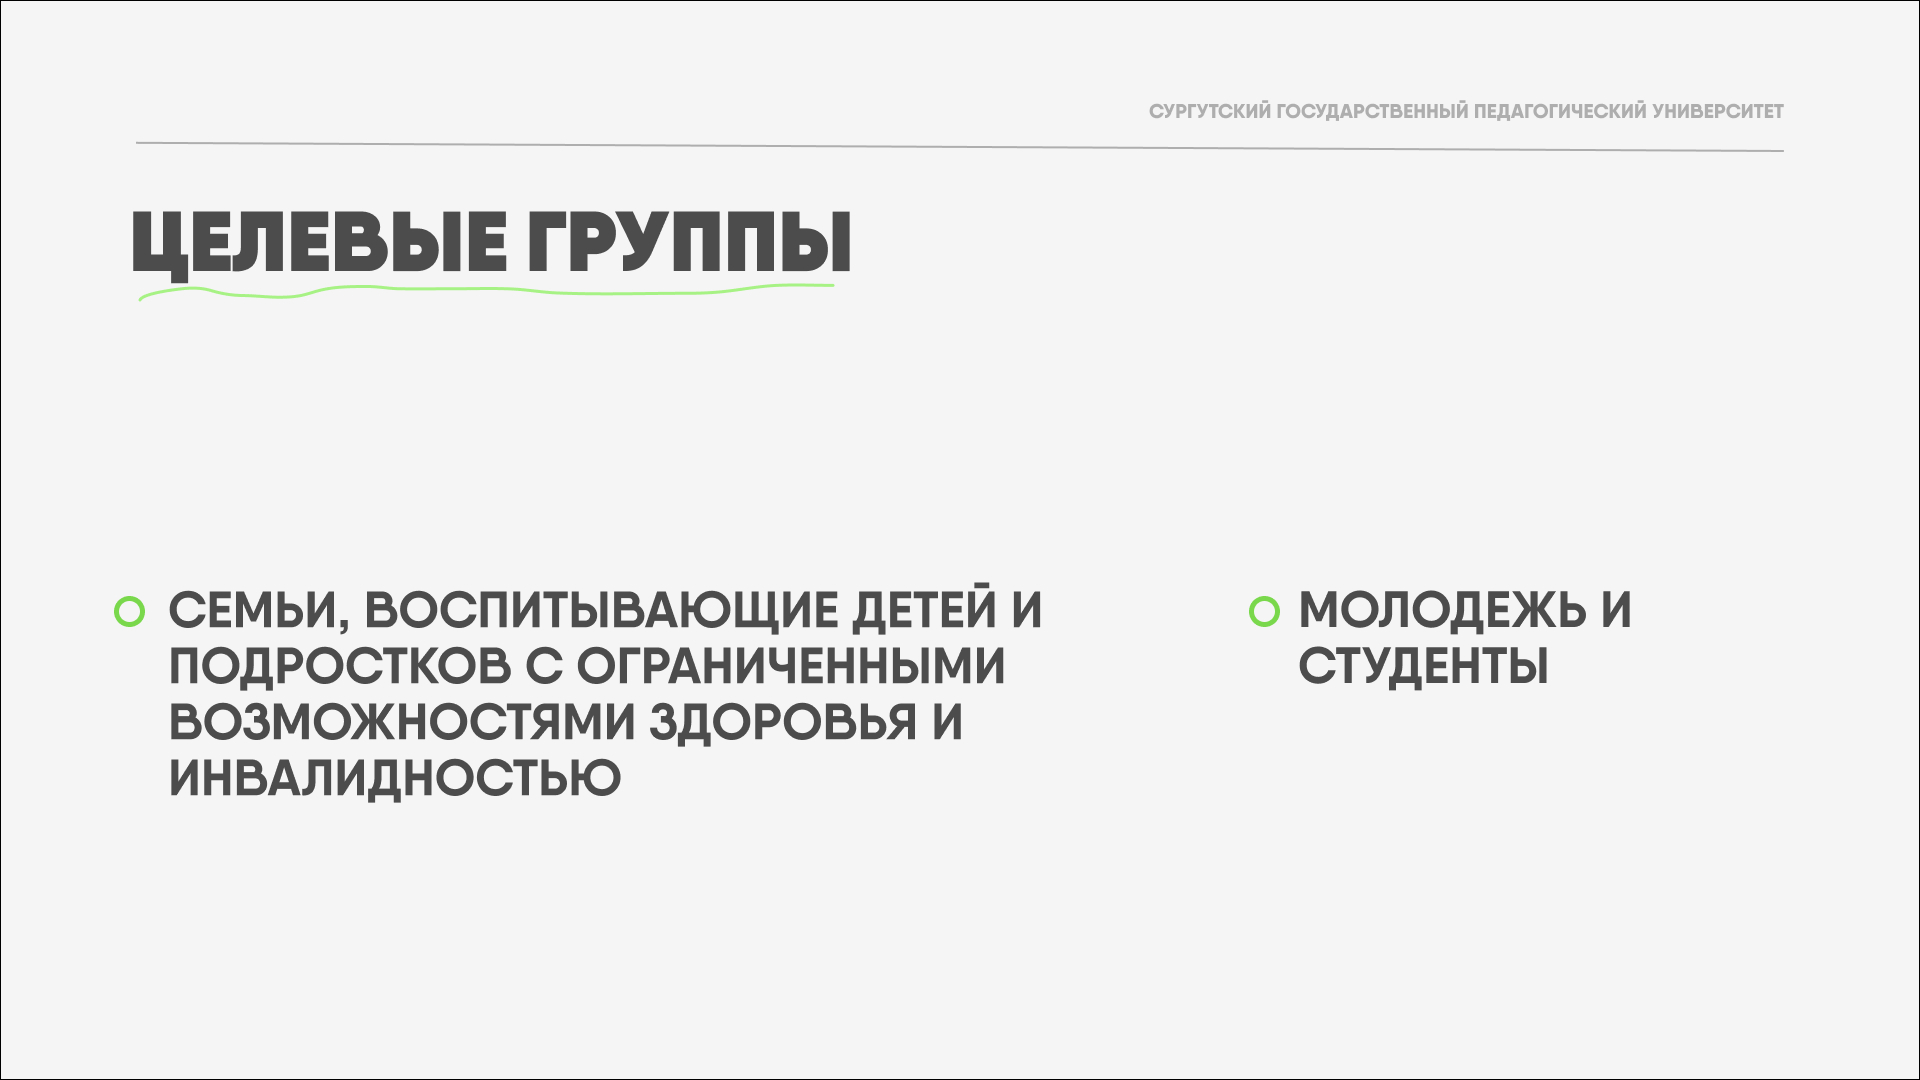 СУРГУТСКИЙ ГОСУДАРСТВЕННЫЙ ПЕДАГОГИЧЕСКИЙ УНИВЕРСИТЕТ
ЦЕЛЕВЫЕ ГРУППЫ
СЕМЬИ, ВОСПИТЫВАЮЩИЕ ДЕТЕЙ И
ПОДРОСТКОВ С ОГРАНИЧЕННЫМИ
ВОЗМОЖНОСТЯМИ ЗДОРОВЬЯ И
ИНВАЛИДНОСТЬЮ
МОЛОДЕЖЬ И
СТУДЕНТЫ